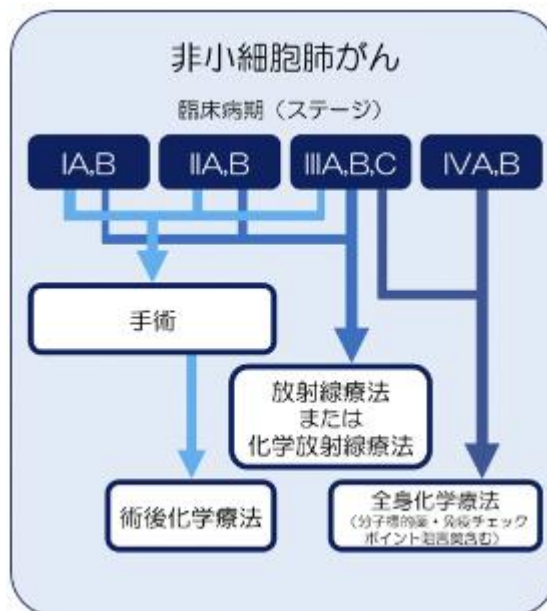 非小細胞肺がん
臨床病期（ステージ）
IA,B
IIA,B
IIIA,B,C
IVA,B
手術
放射線療法
または
化学放射線療法
術後化学療法
全身化学療法
（分子標的薬・免疫チェック
ポイント阻害薬含む）